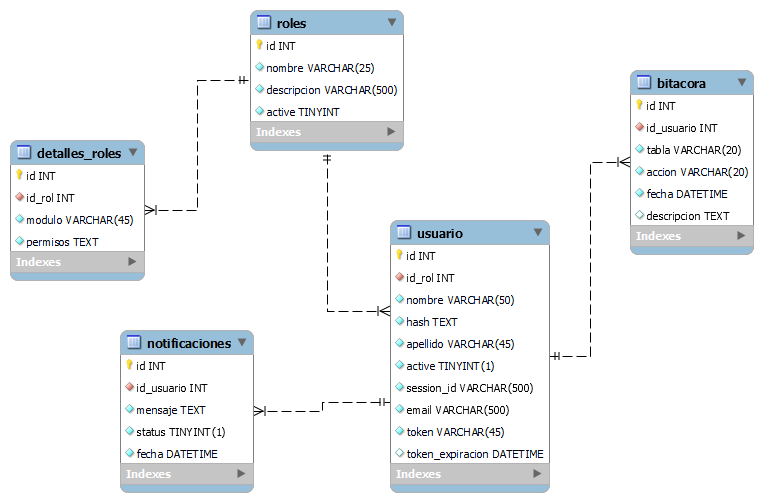 roles
id INT
nombre VARCHAR(25)
descripcion VARCHAR(500)
active TINYINT
Indexes
detalles_roles
id INT
id_rol INT
modulo VARCHAR(45)
permisos TEXT
Indexes
bitacora
id INT
id_usuario INT
tabla VARCHAR(20)
accion VARCHAR(20)
fecha DATETIME
descripcion TEXT
Indexes
usuario
id INT
id_rol INT
nombre VARCHAR(50)
hash TEXT
apellido VARCHAR(45)
active TINYINT(1)
session_id VARCHAR(500)
email VARCHAR(500)
token VARCHAR(45)
token_expiracion DATETIME
Indexes
notificaciones
id INT
id_usuario INT
mensaje TEXT
status TINYINT(1)
fecha DATETIME
Indexes